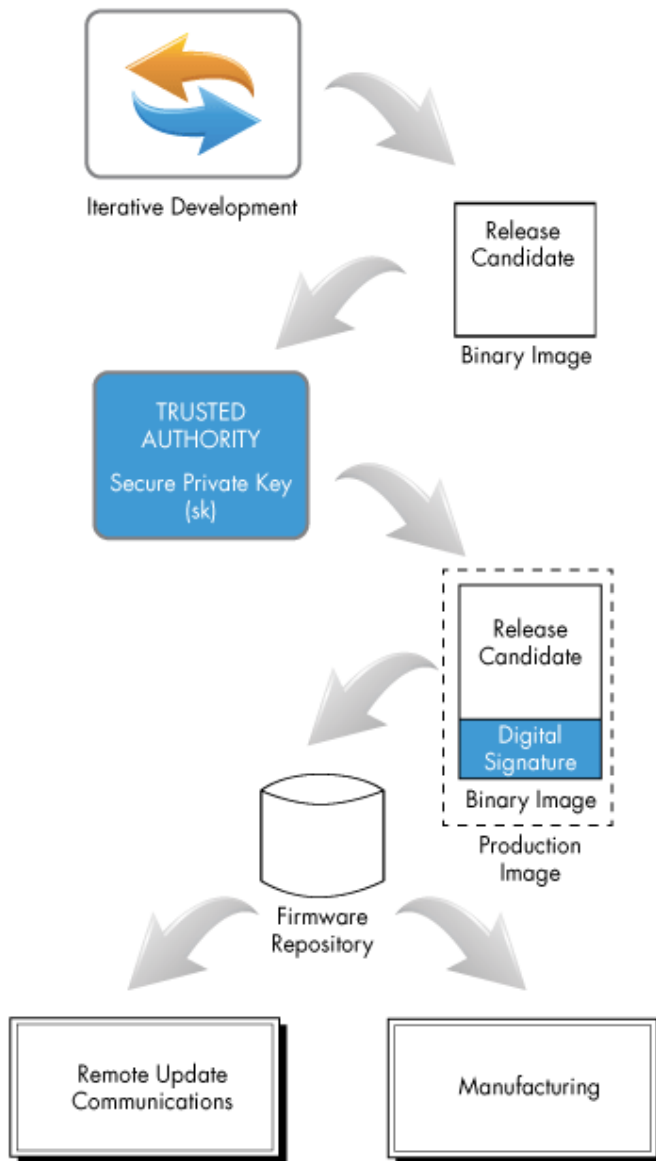 Iterative Development
Release
Candidate
Binary Image
TRUSTED
AUTHORITY
Secure Private Key
(sk)
Release
Candidate
Digital
Signature
Binary Image
Production
Image
Firmware
Repository
Remote Update
Communications
Manufacturing